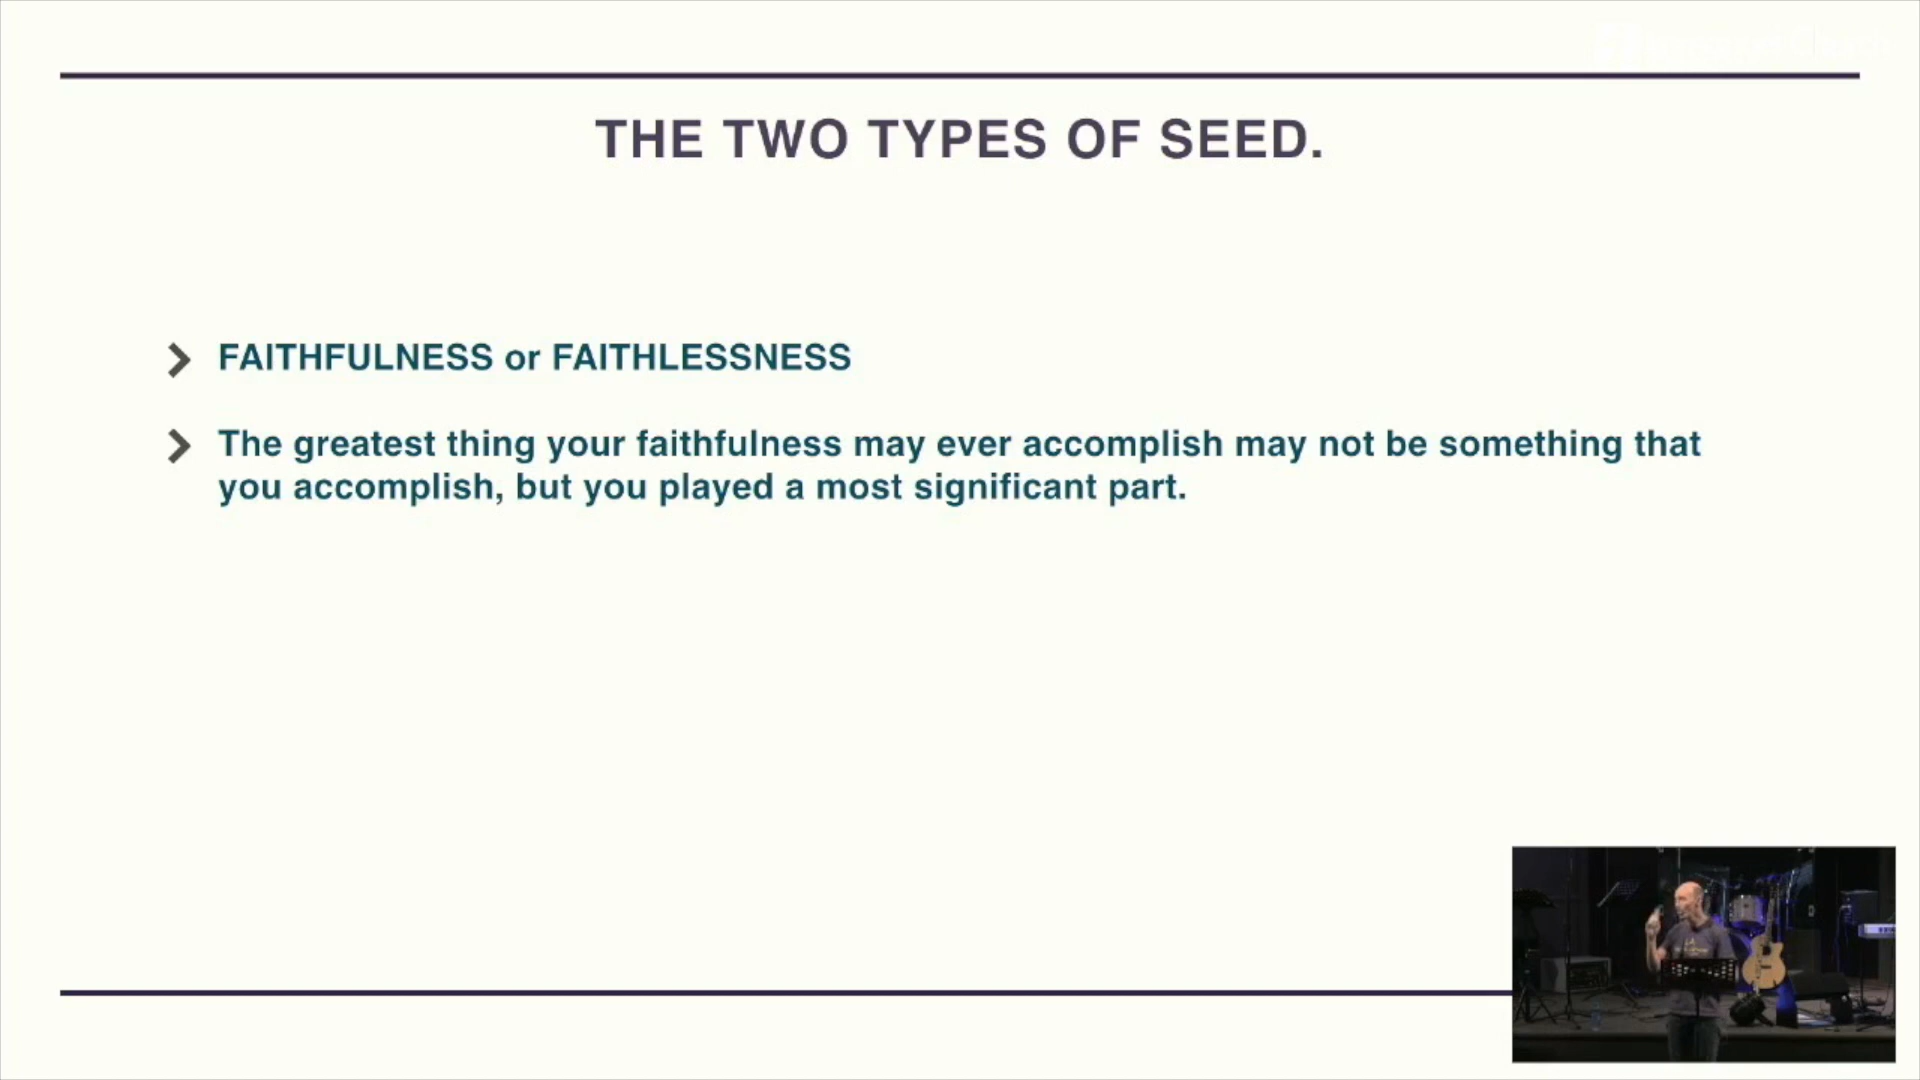 THE TWO TYPES OF SEED.
FAITHFULNESS or FAITHLESSNESS
The greatest thing your faithfulness may ever accomplish may not be something that
you accomplish, but you played a most significant part.